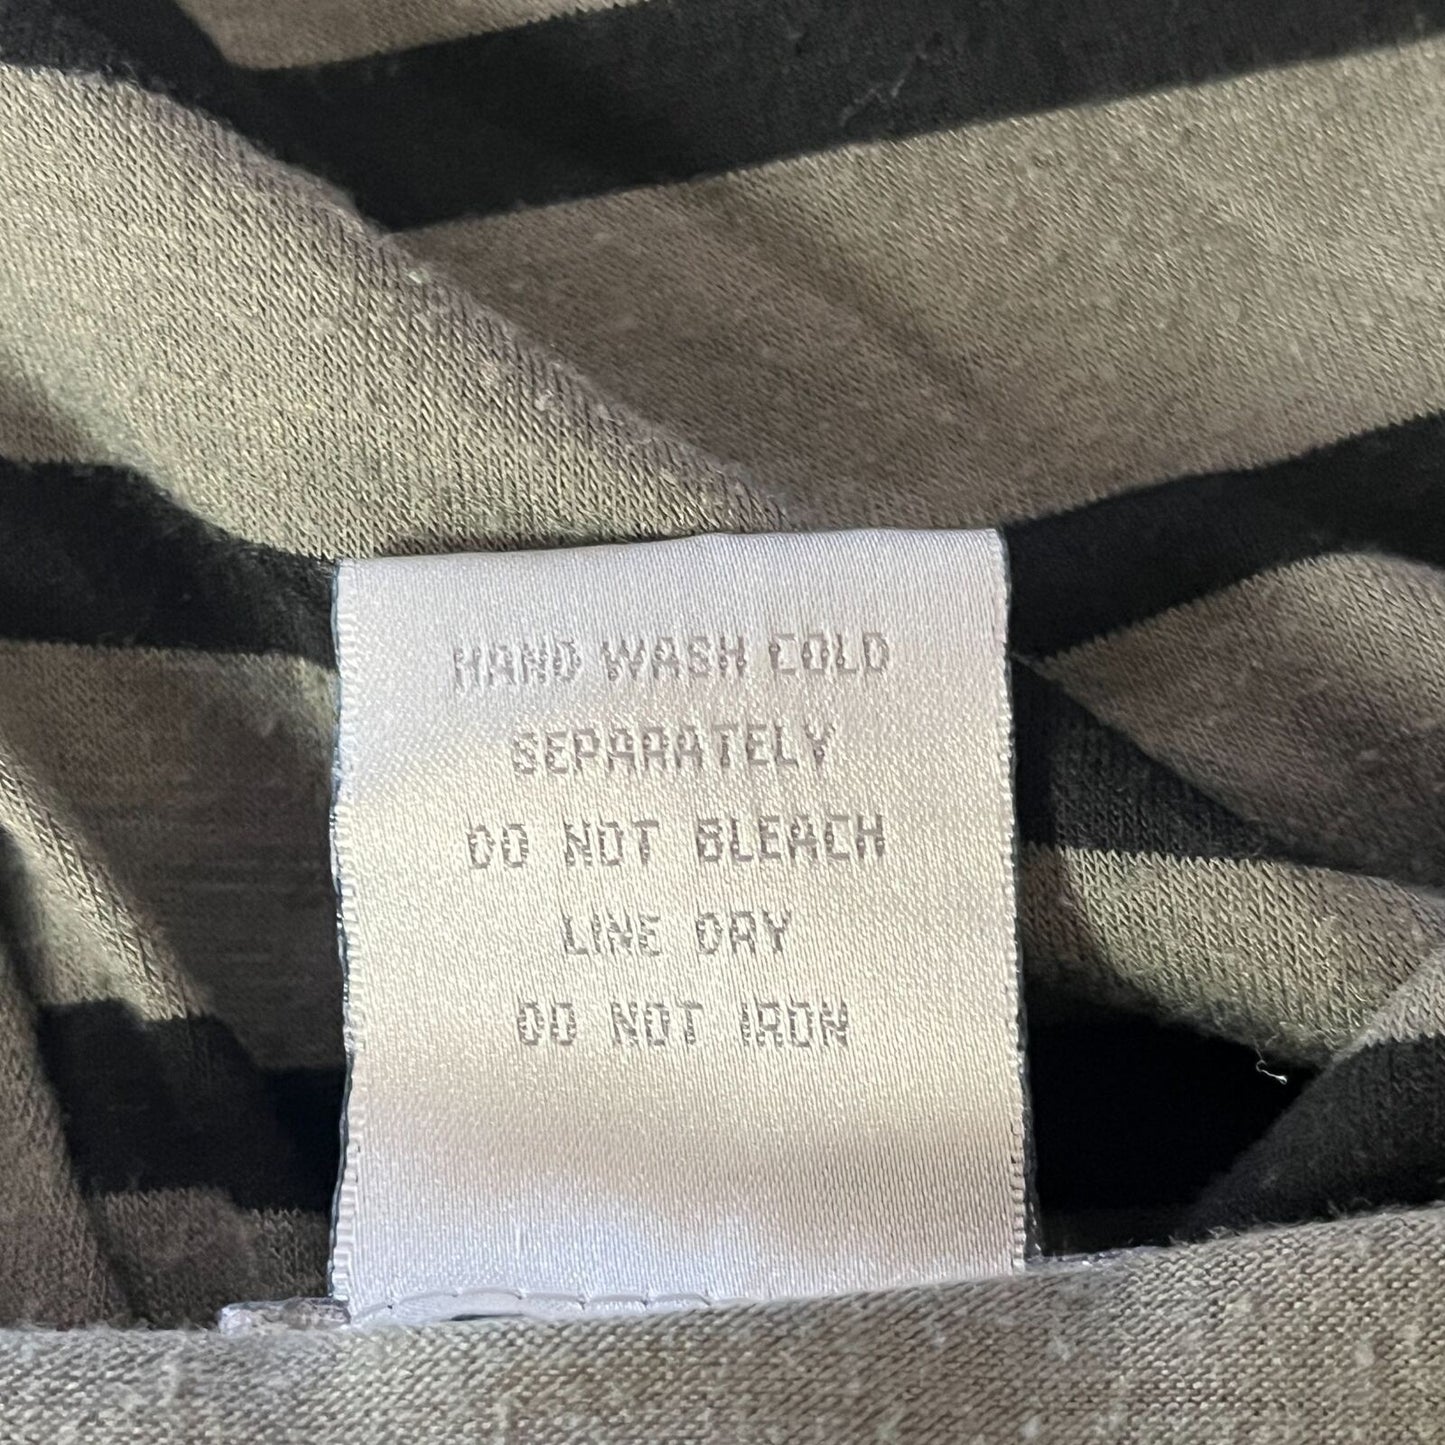 HAND WASH COLD
SEPARATELY
DO NOT BLEACH
LINE DRY
DO NOT IRON